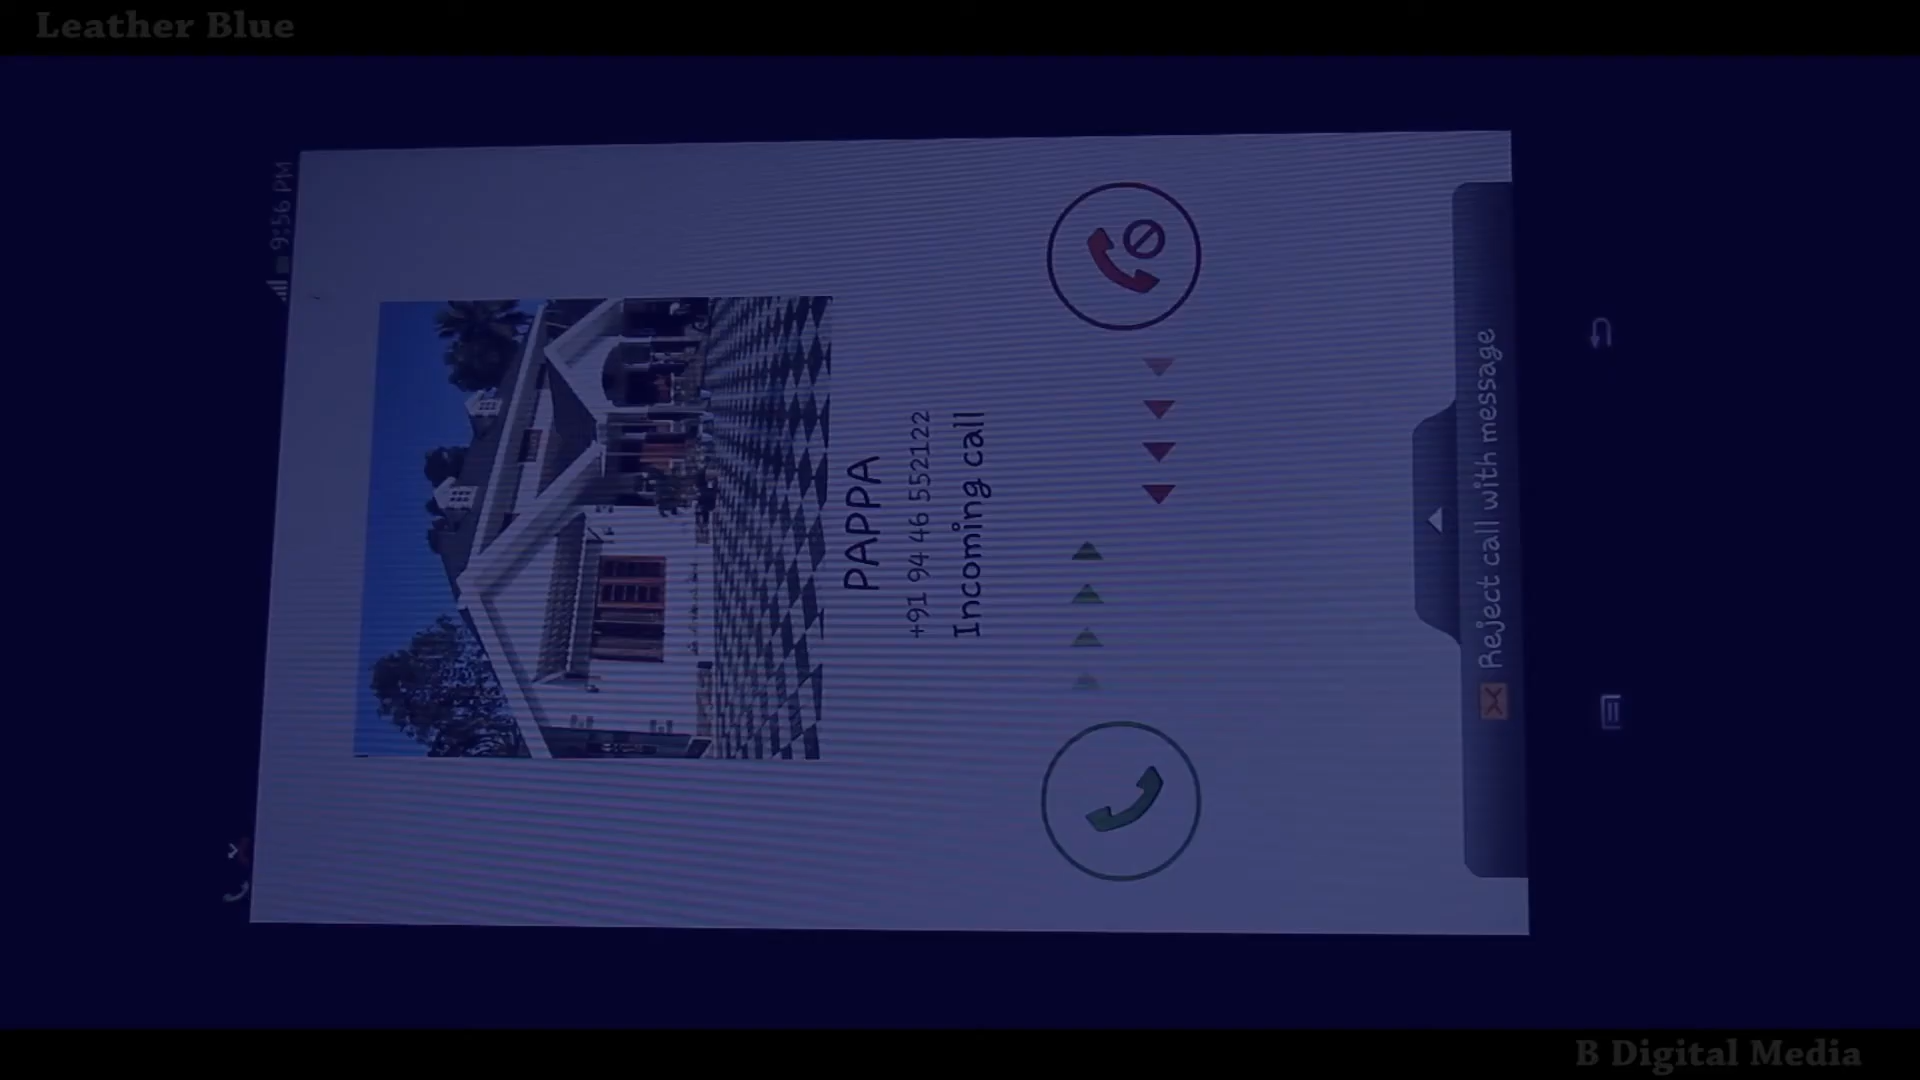 Leather Blue
9:56 PM
PAPPA
+91 94 46 552122
Incoming call
Reject call with message
B Digital Media